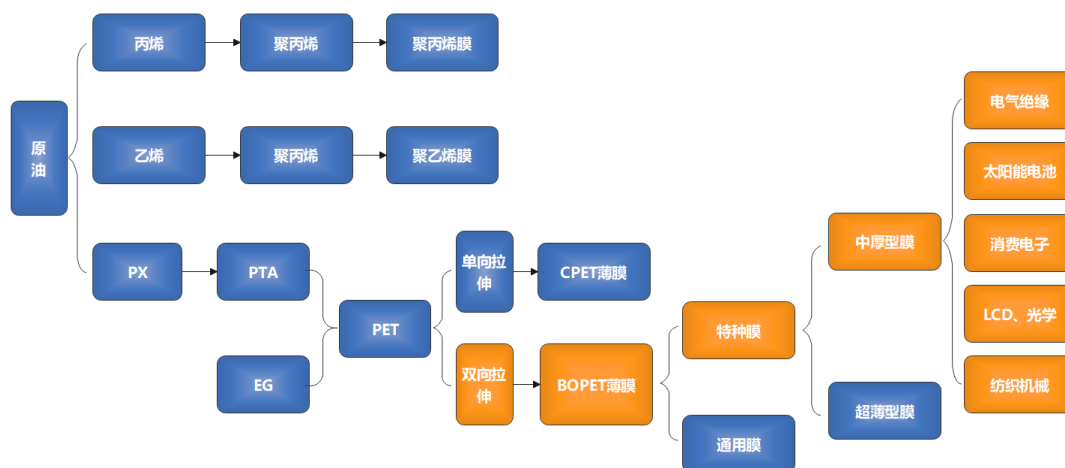 丙烯
聚丙烯
聚丙烯膜
原
油
乙烯
聚丙烯
聚乙烯膜
PX
PTA
EG
PET
单向拉
伸
CPET薄膜
双向拉
伸
BOPET薄膜
特种膜
通用膜
中厚型膜
超薄型膜
电气绝缘
太阳能电池
消费电子
LCD、光学
纺织机械